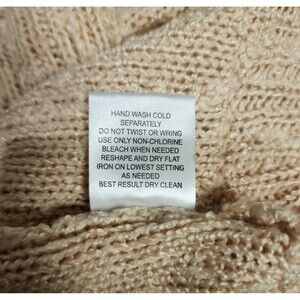 HAND WASH COLD
SEPARATELY
DO NOT TWIST OR WRING
USE ONLY NON-CHLORINE
BLEACH WHEN NEEDED
RESHAPE AND DRY FLAT
IRON ON LOWEST SETTING
AS NEEDED
BEST RESULT DRY CLEAN